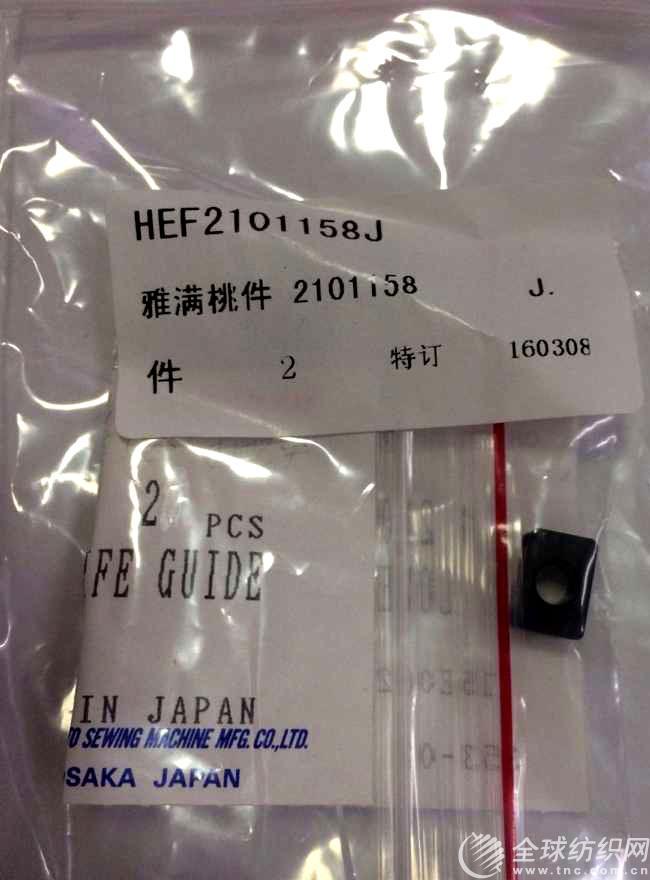 HEF2101158J
雅满桃件 2101158 J.
件 2 特订 160308
2 PCS
IFE GUIDE
IN JAPAN
TO SEWING MACHINE MFG. CO., LTD.
OSAKA JAPAN
全球纺织网
www.tnc.com.cn